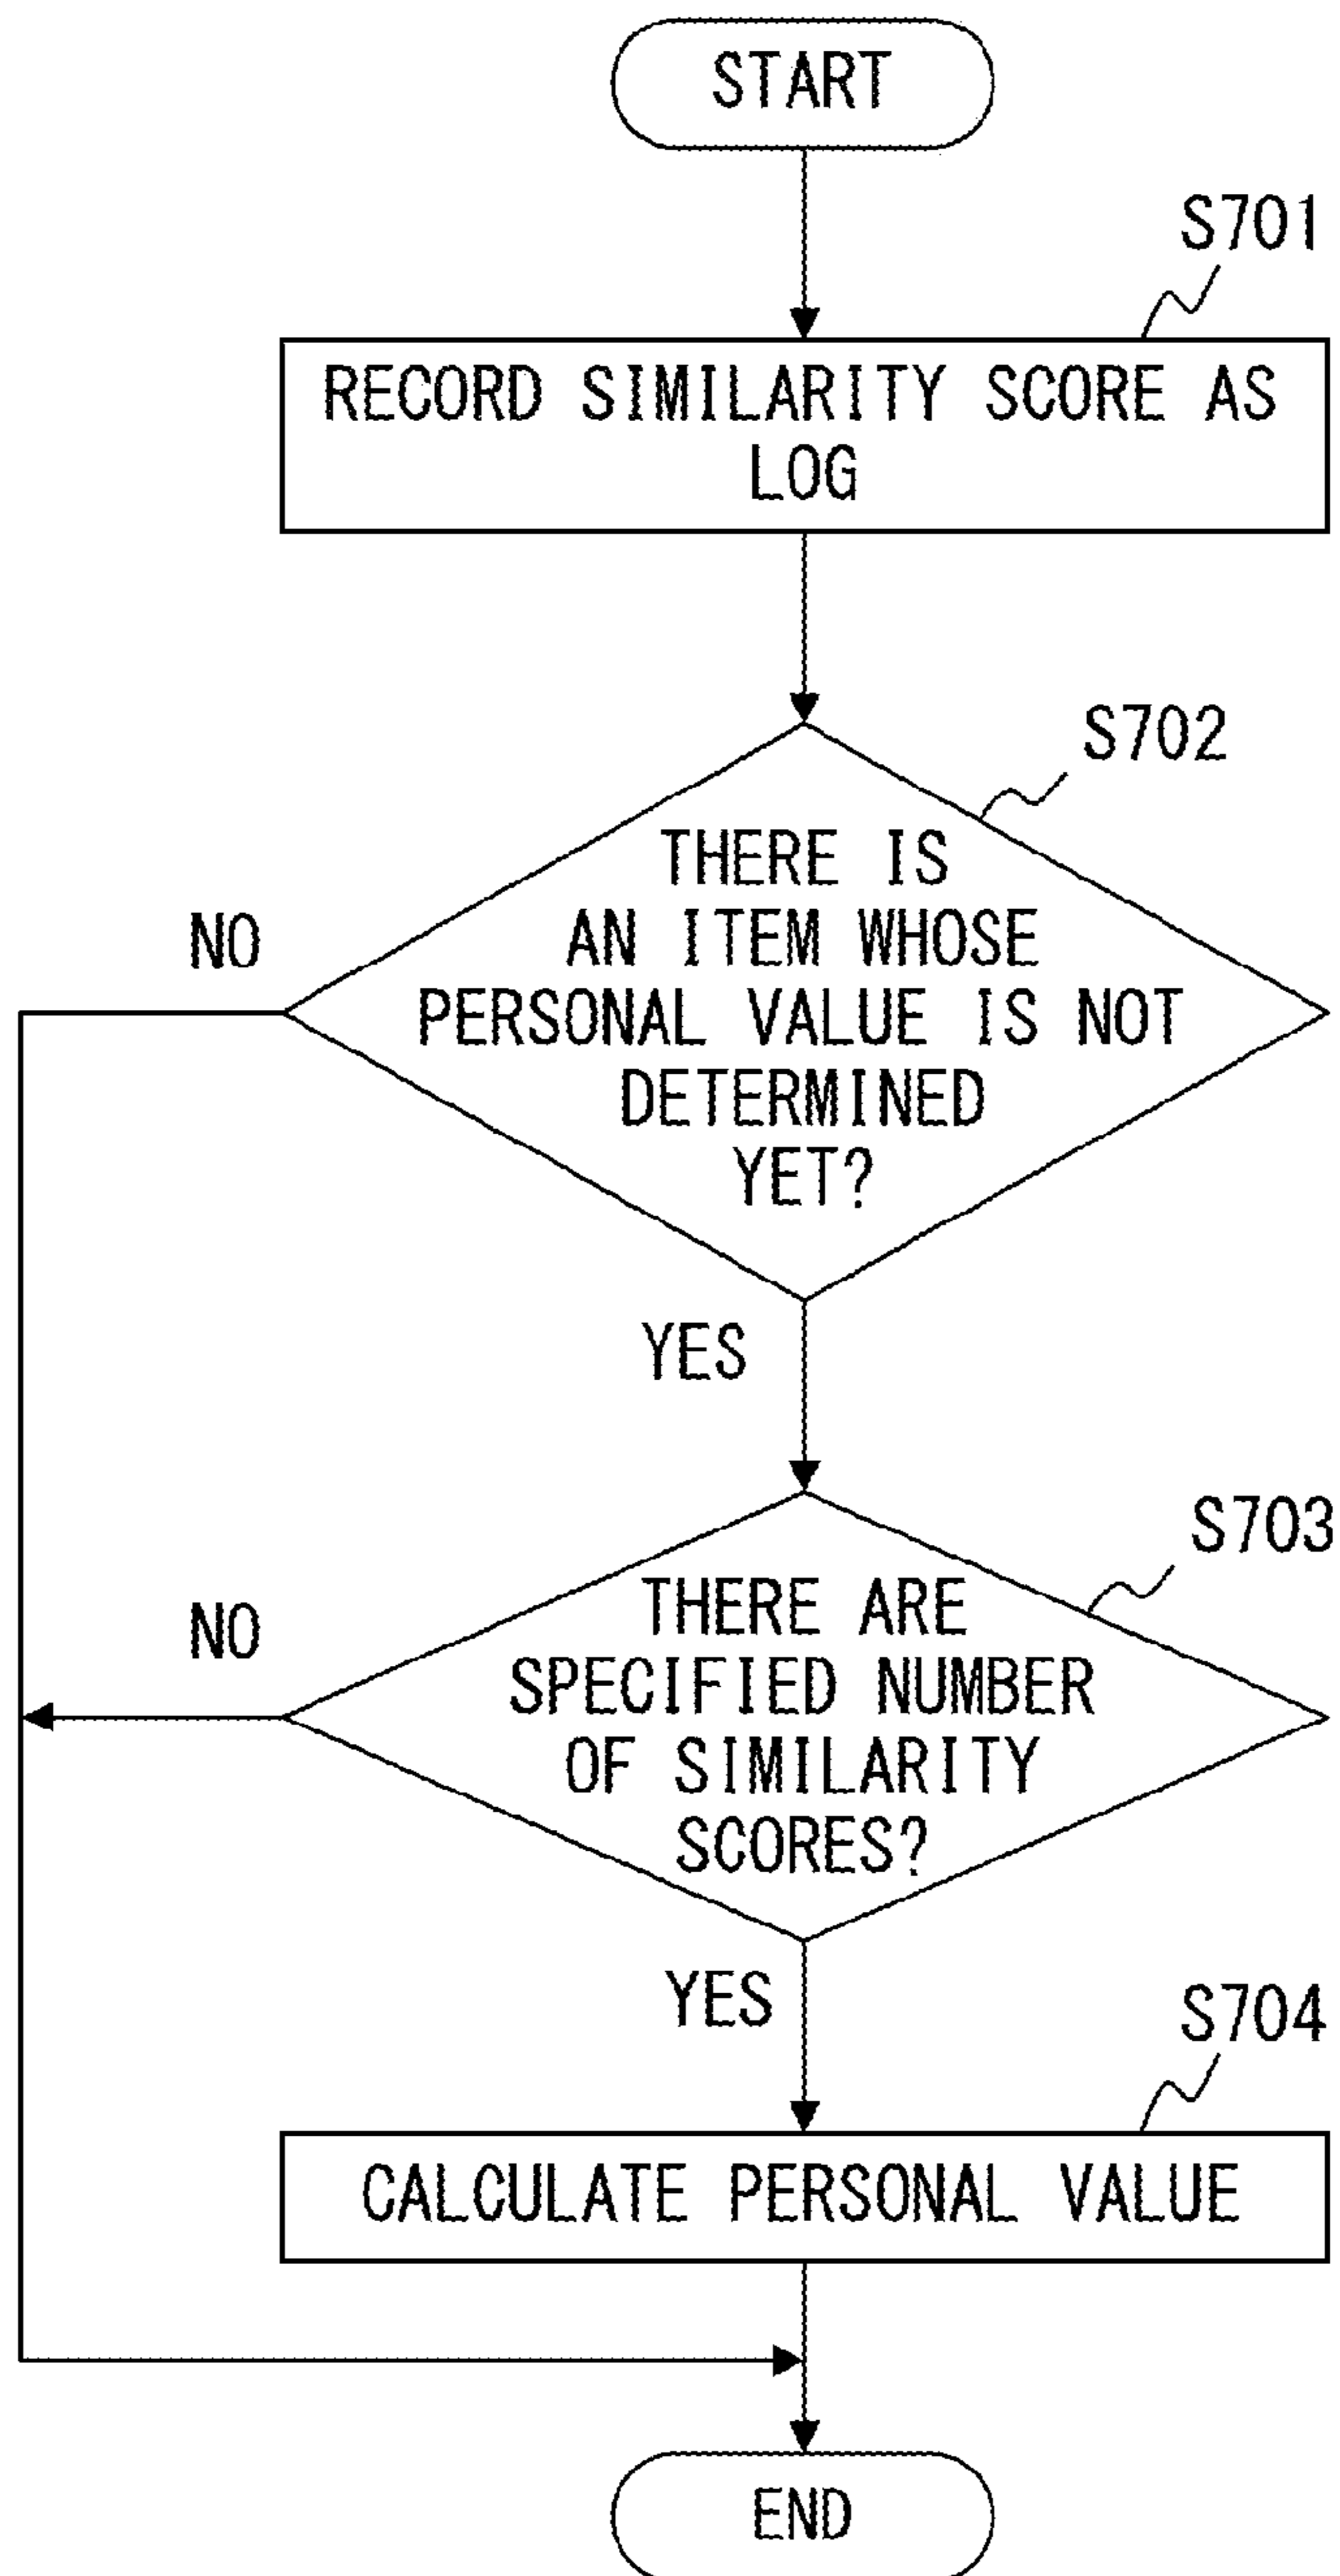 START
S701
RECORD SIMILARITY SCORE AS
LOG
S702
THERE IS
AN ITEM WHOSE
PERSONAL VALUE IS NOT
DETERMINED
YET?
NO
YES
S703
THERE ARE
SPECIFIED NUMBER
OF SIMILARITY
SCORES?
NO
YES
S704
CALCULATE PERSONAL VALUE
END